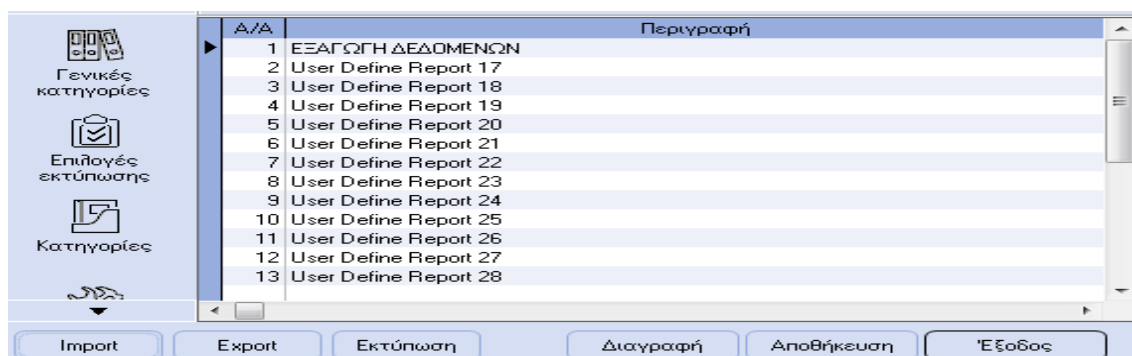 Γενικές
κατηγορίες
Επιλογές
εκτύπωσης
Κατηγορίες
Α/Α Περιγραφή
1 ΕΞΑΓΩΓΗ ΔΕΔΟΜΕΝΩΝ
2 User Define Report 17
3 User Define Report 18
4 User Define Report 19
5 User Define Report 20
6 User Define Report 21
7 User Define Report 22
8 User Define Report 23
9 User Define Report 24
10 User Define Report 25
11 User Define Report 26
12 User Define Report 27
13 User Define Report 28
Import Export Εκτύπωση Διαγραφή Αποθήκευση Έξοδος